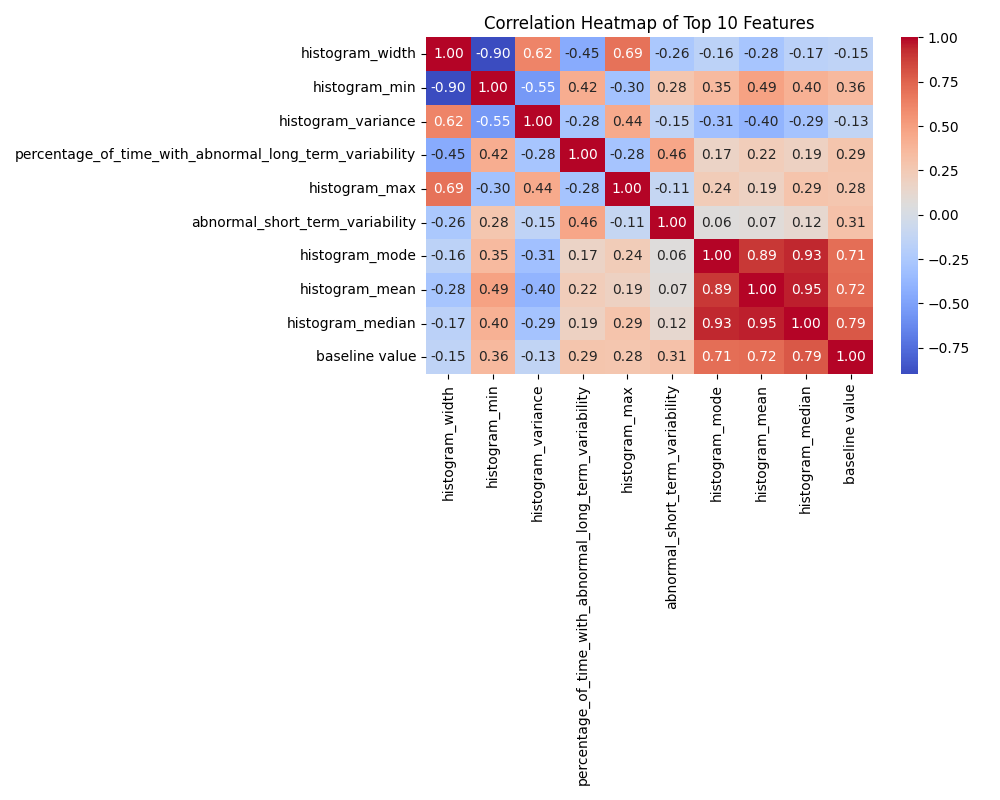 Correlation Heatmap of Top 10 Features
histogram_width 1.00 -0.90 0.62 -0.45 0.69 -0.26 -0.16 -0.28 -0.17 -0.15
histogram_min -0.90 1.00 -0.55 0.42 -0.30 0.28 0.35 0.49 0.40 0.36
histogram_variance 0.62 -0.55 1.00 -0.28 0.44 -0.15 -0.31 -0.40 -0.29 -0.13
percentage_of_time_with_abnormal_long_term_variability -0.45 0.42 -0.28 1.00 -0.28 0.46 0.17 0.22 0.19 0.29
histogram_max 0.69 -0.30 0.44 -0.28 1.00 -0.11 0.24 0.19 0.29 0.28
abnormal_short_term_variability -0.26 0.28 -0.15 0.46 -0.11 1.00 0.06 0.07 0.12 0.31
histogram_mode -0.16 0.35 -0.31 0.17 0.24 0.06 1.00 0.89 0.93 0.71
histogram_mean -0.28 0.49 -0.40 0.22 0.19 0.07 0.89 1.00 0.95 0.72
histogram_median -0.17 0.40 -0.29 0.19 0.29 0.12 0.93 0.95 1.00 0.79
baseline value -0.15 0.36 -0.13 0.29 0.28 0.31 0.71 0.72 0.79 1.00
histogram_width
histogram_min
histogram_variance
percentage_of_time_with_abnormal_long_term_variability
histogram_max
abnormal_short_term_variability
histogram_mode
histogram_mean
histogram_median
baseline value
1.00
0.75
0.50
0.25
0.00
−0.25
−0.50
−0.75